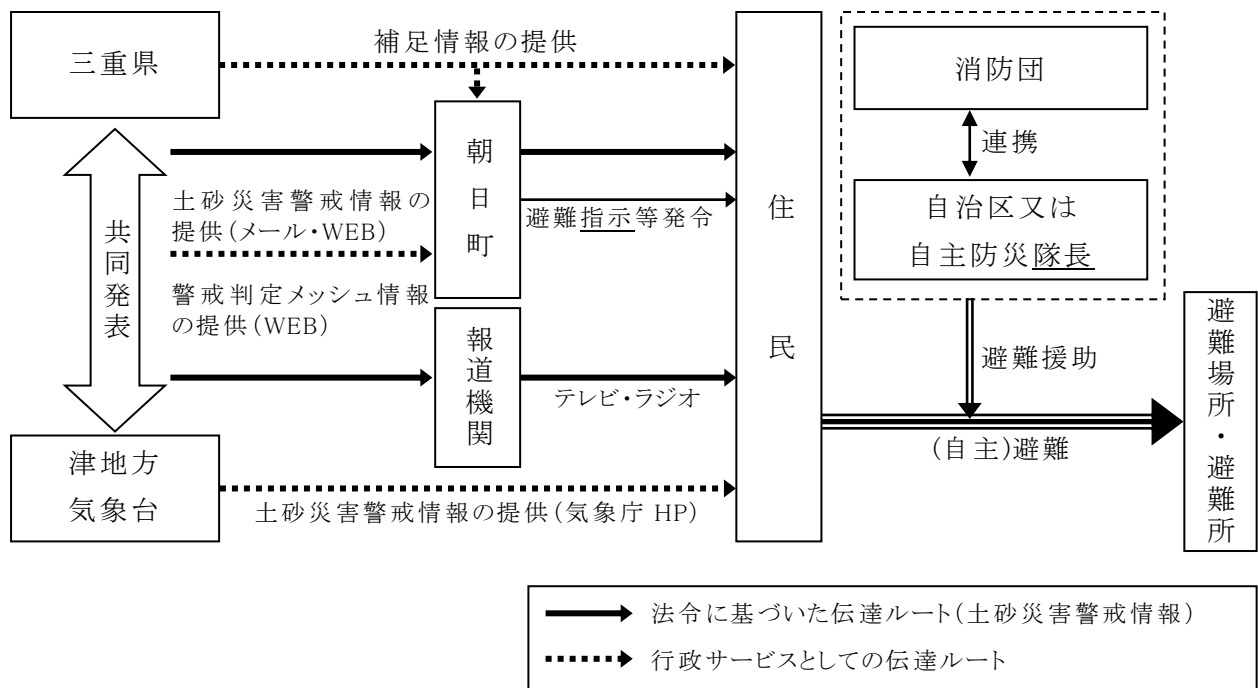 三重県
補足情報の提供
消防団
連携
自治区又は
自主防災隊長
朝日町
住民
土砂災害警戒情報の
提供(メール・WEB)
避難指示等発令
共同発表
警戒判定メッシュ情報
の提供(WEB)
報道機関
テレビ・ラジオ
避難援助
(自主)避難
避難場所・避難所
津地方
気象台
土砂災害警戒情報の提供(気象庁 HP)
法令に基づいた伝達ルート(土砂災害警戒情報)
行政サービスとしての伝達ルート